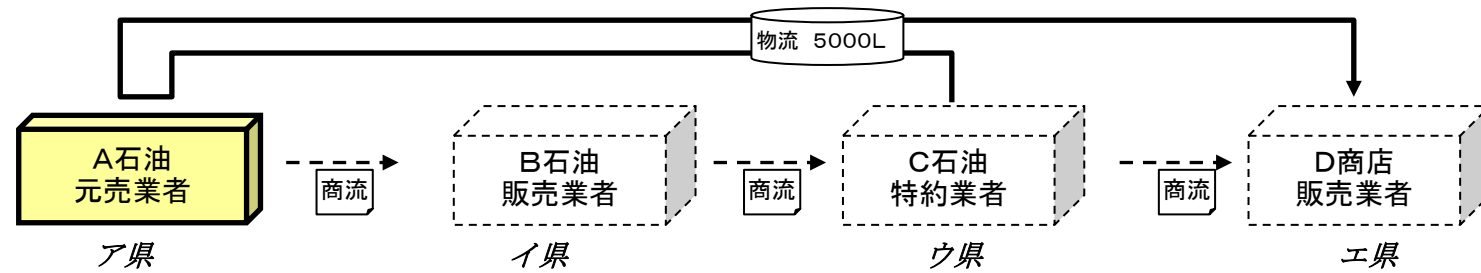 物流 5000L
A石油
元売業者
商流
B石油
販売業者
商流
C石油
特約業者
商流
D商店
販売業者
ア県
イ県
ウ県
エ県